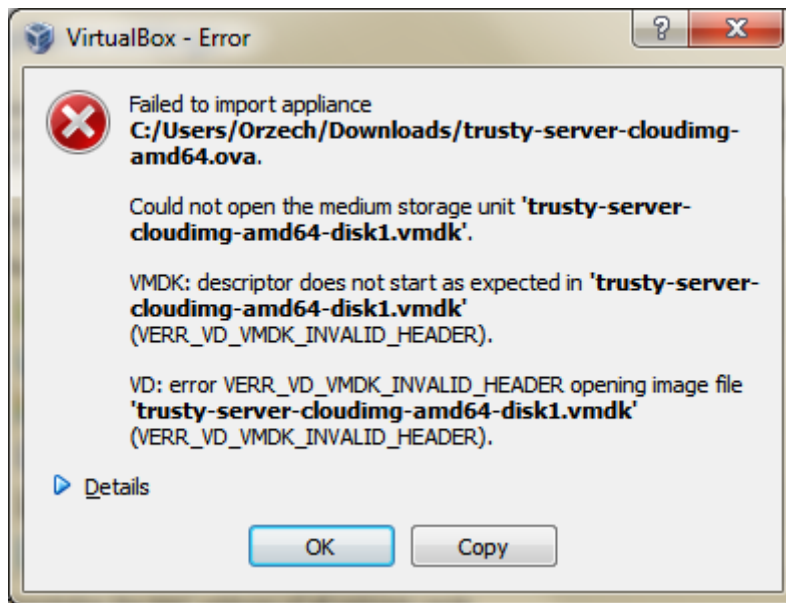 VirtualBox - Error
Failed to import appliance
C:/Users/Orzech/Downloads/trusty-server-cloudimg-
amd64.ova.
Could not open the medium storage unit 'trusty-server-
cloudimg-amd64-disk1.vmdk'.
VMDK: descriptor does not start as expected in 'trusty-server-
cloudimg-amd64-disk1.vmdk'
(VERR_VD_VMDK_INVALID_HEADER).
VD: error VERR_VD_VMDK_INVALID_HEADER opening image file
'trusty-server-cloudimg-amd64-disk1.vmdk'
(VERR_VD_VMDK_INVALID_HEADER).
Details
OK
Copy